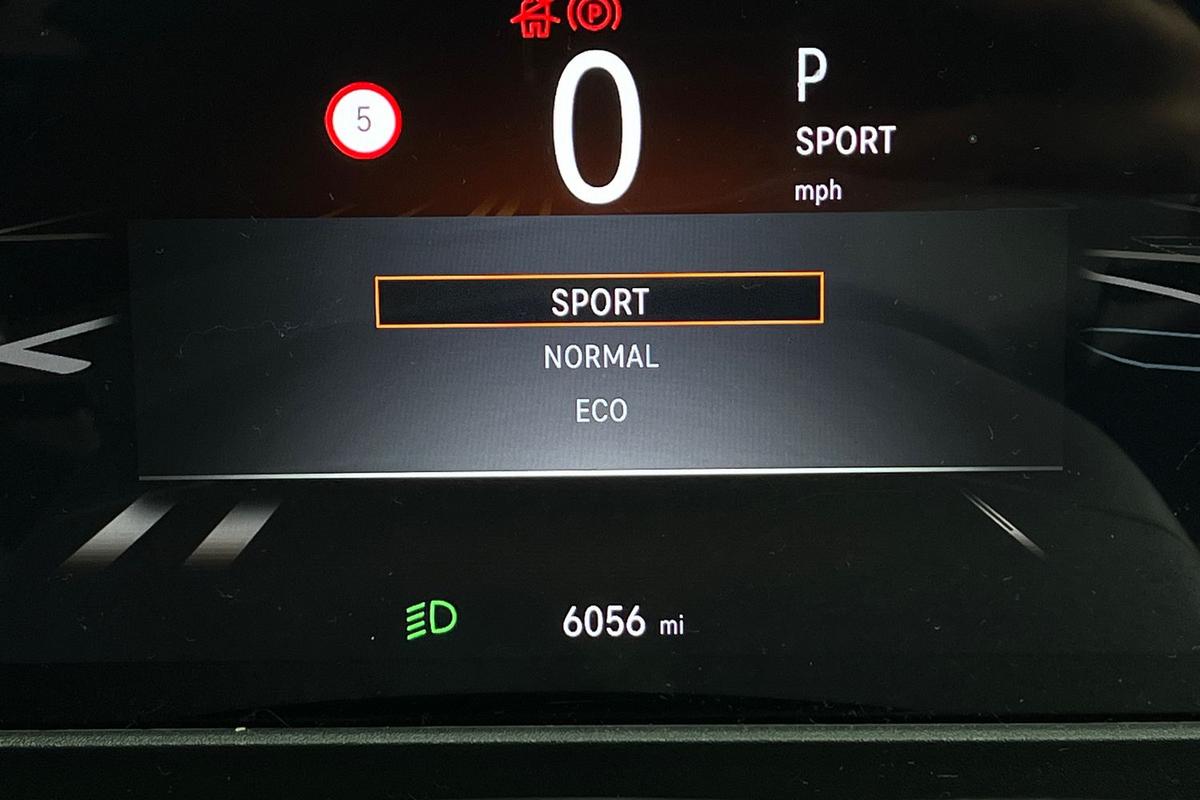 P
0
P
5
SPORT
mph
SPORT
NORMAL
ECO
6056 mi